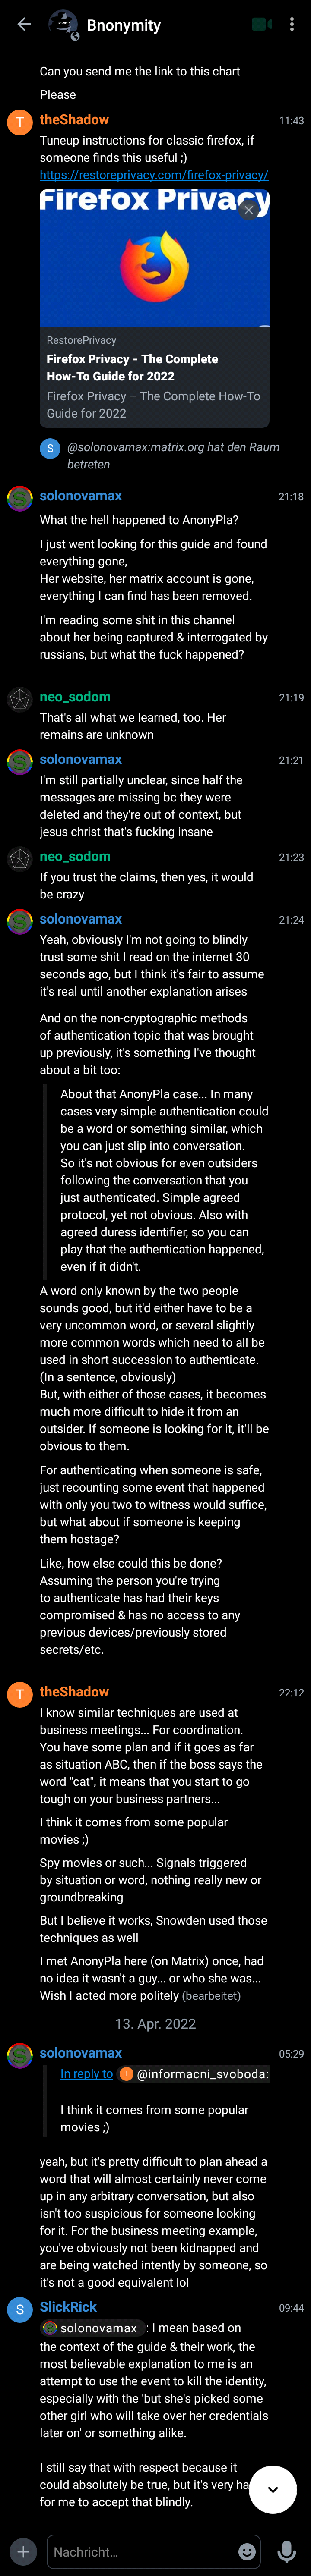 Bnonymity
Can you send me the link to this chart
Please
T
theShadow
11:43
Tuneup instructions for classic firefox, if
someone finds this useful ;)
https://restoreprivacy.com/firefox-privacy/
Firefox Privacy
RestorePrivacy
Firefox Privacy - The Complete
How-To Guide for 2022
Firefox Privacy – The Complete How-To
Guide for 2022
S
@solonovamax:matrix.org hat den Raum
betreten
solonovamax
21:18
What the hell happened to AnonyPla?
I just went looking for this guide and found
everything gone,
Her website, her matrix account is gone,
everything I can find has been removed.
I'm reading some shit in this channel
about her being captured & interrogated by
russians, but what the fuck happened?
neo_sodom
21:19
That's all what we learned, too. Her
remains are unknown
solonovamax
21:21
I'm still partially unclear, since half the
messages are missing bc they were
deleted and they're out of context, but
jesus christ that's fucking insane
neo_sodom
21:23
If you trust the claims, then yes, it would
be crazy
solonovamax
21:24
Yeah, obviously I'm not going to blindly
trust some shit I read on the internet 30
seconds ago, but I think it's fair to assume
it's real until another explanation arises
And on the non-cryptographic methods
of authentication topic that was brought
up previously, it's something I've thought
about a bit too:
About that AnonyPla case... In many
cases very simple authentication could
be a word or something similar, which
you can just slip into conversation.
So it's not obvious for even outsiders
following the conversation that you
just authenticated. Simple agreed
protocol, yet not obvious. Also with
agreed duress identifier, so you can
play that the authentication happened,
even if it didn't.
A word only known by the two people
sounds good, but it'd either have to be a
very uncommon word, or several slightly
more common words which need to all be
used in short succession to authenticate.
(In a sentence, obviously)
But, with either of those cases, it becomes
much more difficult to hide it from an
outsider. If someone is looking for it, it'll be
obvious to them.
For authenticating when someone is safe,
just recounting some event that happened
with only you two to witness would suffice,
but what about if someone is keeping
them hostage?
Like, how else could this be done?
Assuming the person you're trying
to authenticate has had their keys
compromised & has no access to any
previous devices/previously stored
secrets/etc.
T
theShadow
22:12
I know similar techniques are used at
business meetings... For coordination.
You have some plan and if it goes as far
as situation ABC, then if the boss says the
word "cat", it means that you start to go
tough on your business partners...
I think it comes from some popular
movies ;)
Spy movies or such... Signals triggered
by situation or word, nothing really new or
groundbreaking
But I believe it works, Snowden used those
techniques as well
I met AnonyPla here (on Matrix) once, had
no idea it wasn't a guy... or who she was...
Wish I acted more politely (bearbeitet)
13. Apr. 2022
solonovamax
05:29
In reply to @informacni_svoboda:
I think it comes from some popular
movies ;)
yeah, but it's pretty difficult to plan ahead a
word that will almost certainly never come
up in any arbitrary conversation, but also
isn't too suspicious for someone looking
for it. For the business meeting example,
you've obviously not been kidnapped and
are being watched intently by someone, so
it's not a good equivalent lol
S
SlickRick
09:44
solonovamax : I mean based on
the context of the guide & their work, the
most believable explanation to me is an
attempt to use the event to kill the identity,
especially with the 'but she's picked some
other girl who will take over her credentials
later on' or something alike.
I still say that with respect because it
could absolutely be true, but it's very ha
for me to accept that blindly.
Nachricht...